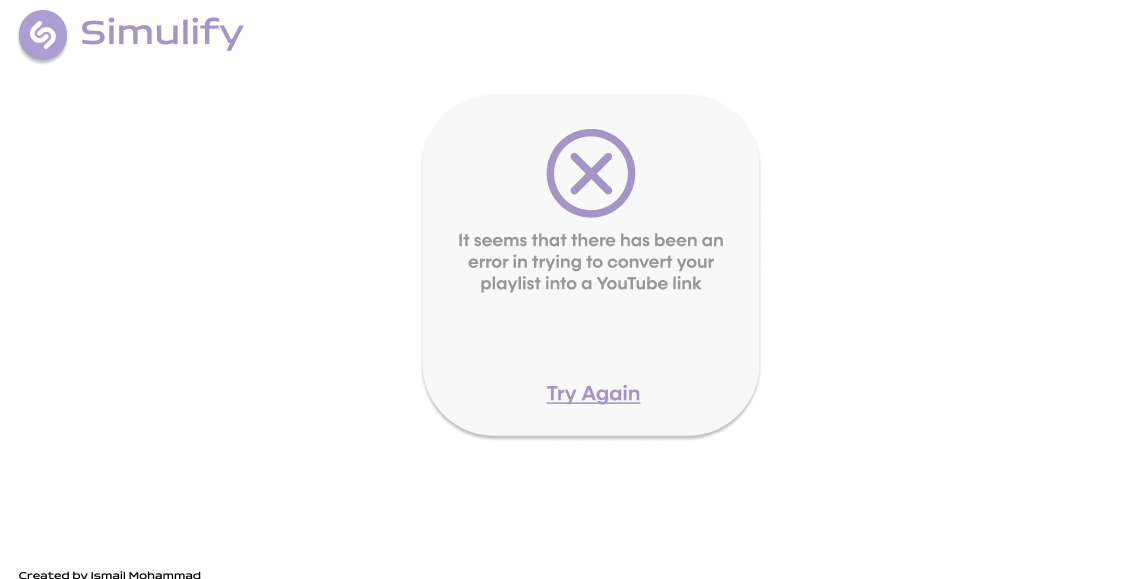 Simulify
It seems that there has been an
error in trying to convert your
playlist into a YouTube link
Try Again
Created by Ismail Mohammad